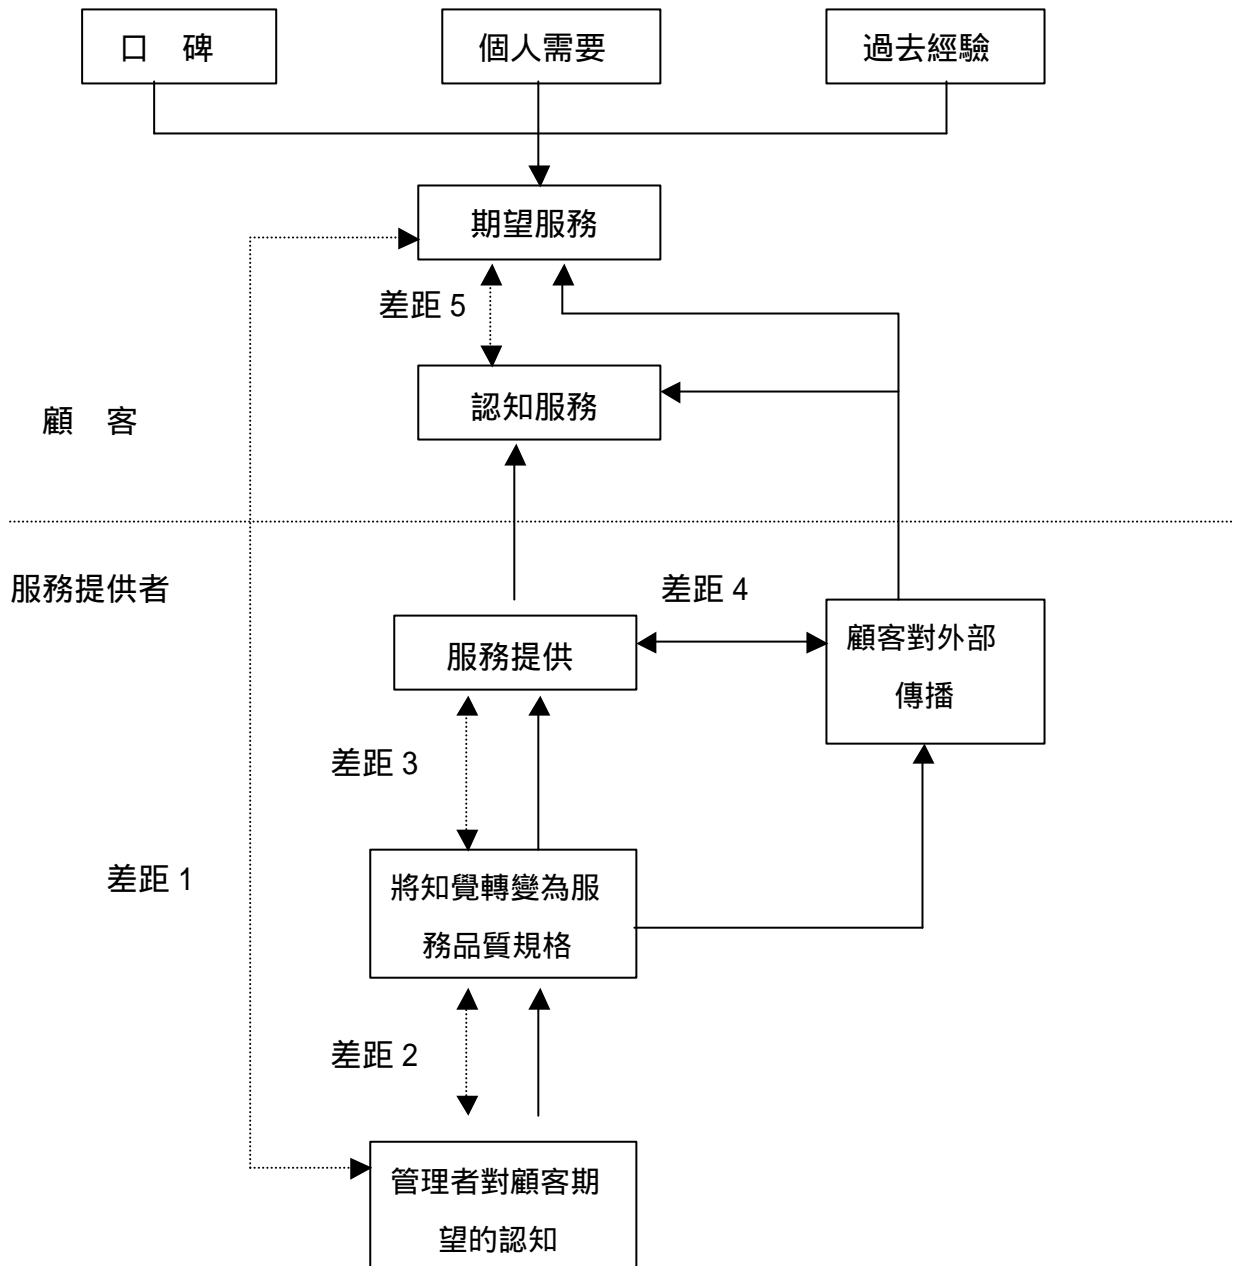 口　碑
個人需要
過去經驗
期望服務
差距 5
認知服務
顧　客
服務提供者
差距 4
服務提供
顧客對外部
傳播
差距 3
差距 1
將知覺轉變為服
務品質規格
差距 2
管理者對顧客期
望的認知